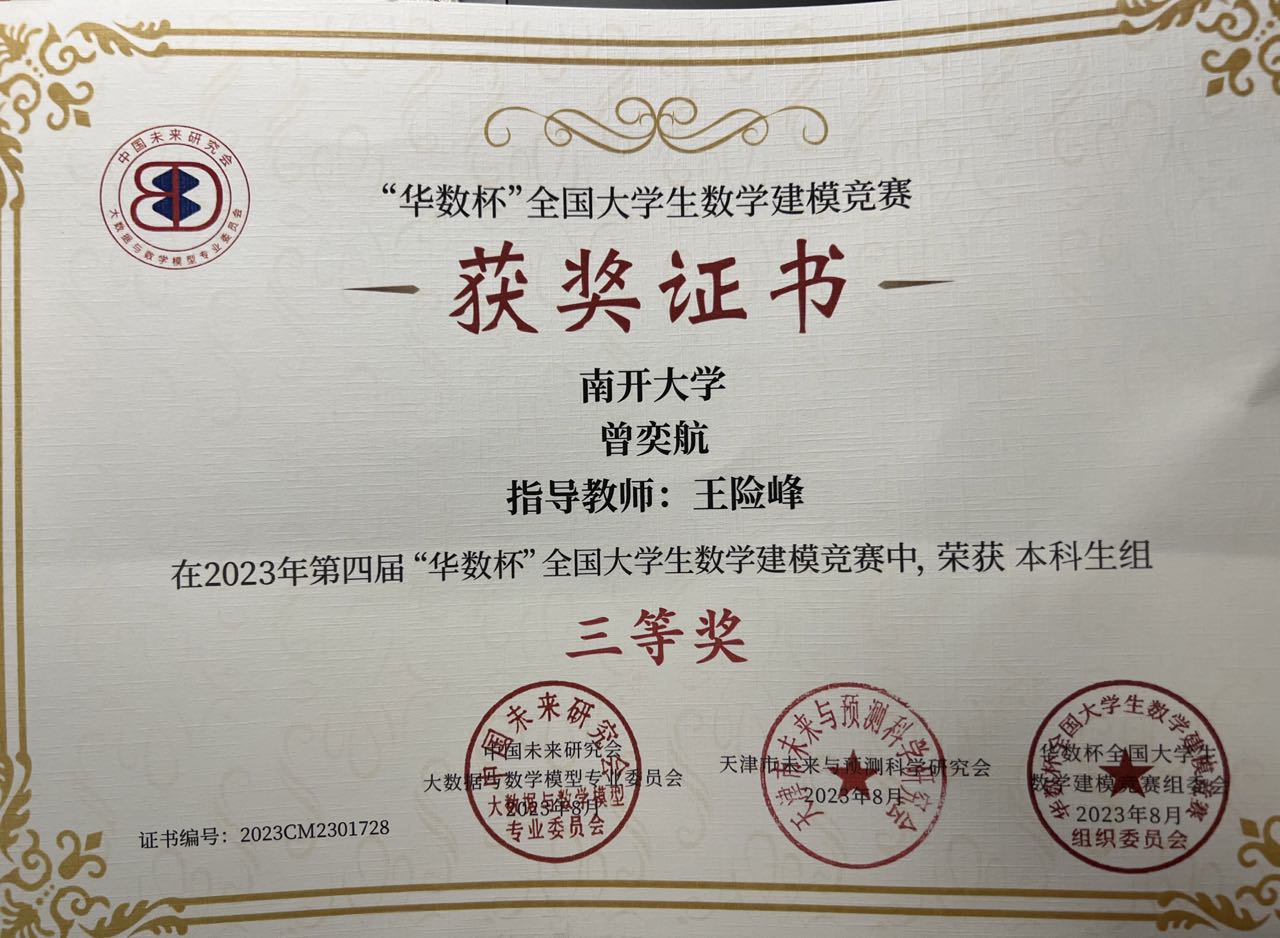 中国未来研究会
大数据与数学模型专业委员会
“华数�”全国大学生数学建模竞赛
获奖证书
南开大学
曾奕航
指导教师：王险峰
在2023年第四届“华数杯”全国大学生数学建模竞赛中, 荣获 本科生组
三等奖
中国未来研究会
大数据与数学模型专业委员会
2023年8月
中国未来研究会
大数据与数学模型
专业委员会
天津市未来与预测科学研究会
2023年8月
天津市未来与预测科学研究会
华数杯全国大学生
数学建模竞赛组委会
2023年8月
华数杯全国大学生数学建模竞赛
组织委员会
证书编号：2023CM2301728